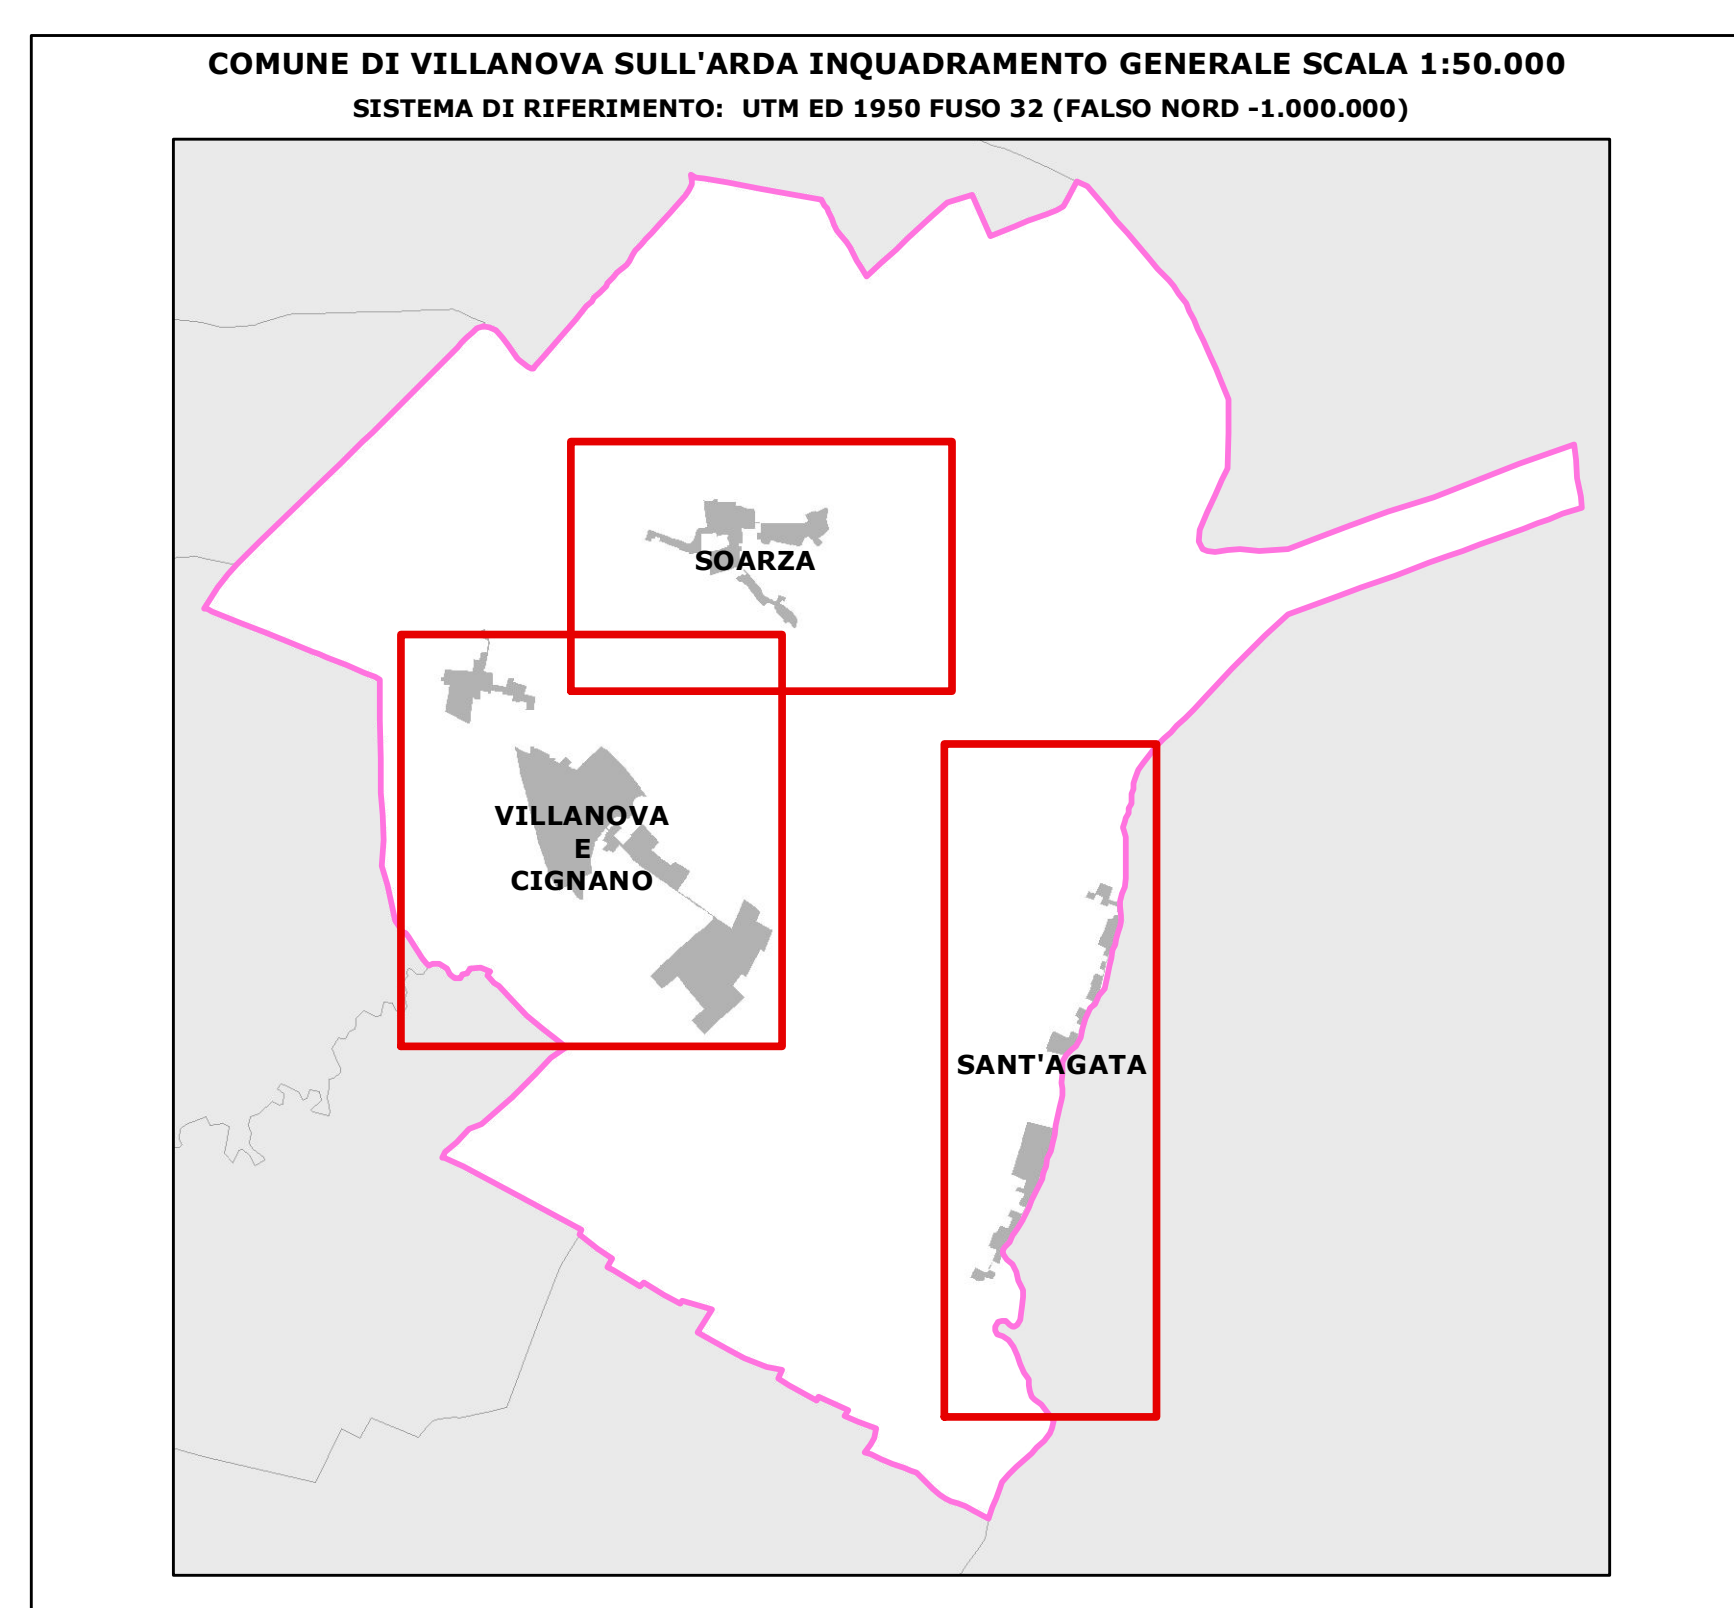 COMUNE DI VILLANOVA SULL'ARDA INQUADRAMENTO GENERALE SCALA 1:50.000
SISTEMA DI RIFERIMENTO: UTM ED 1950 FUSO 32 (FALSO NORD -1.000.000)
SOARZA
VILLANOVA
E
CIGNANO
SANT'AGATA